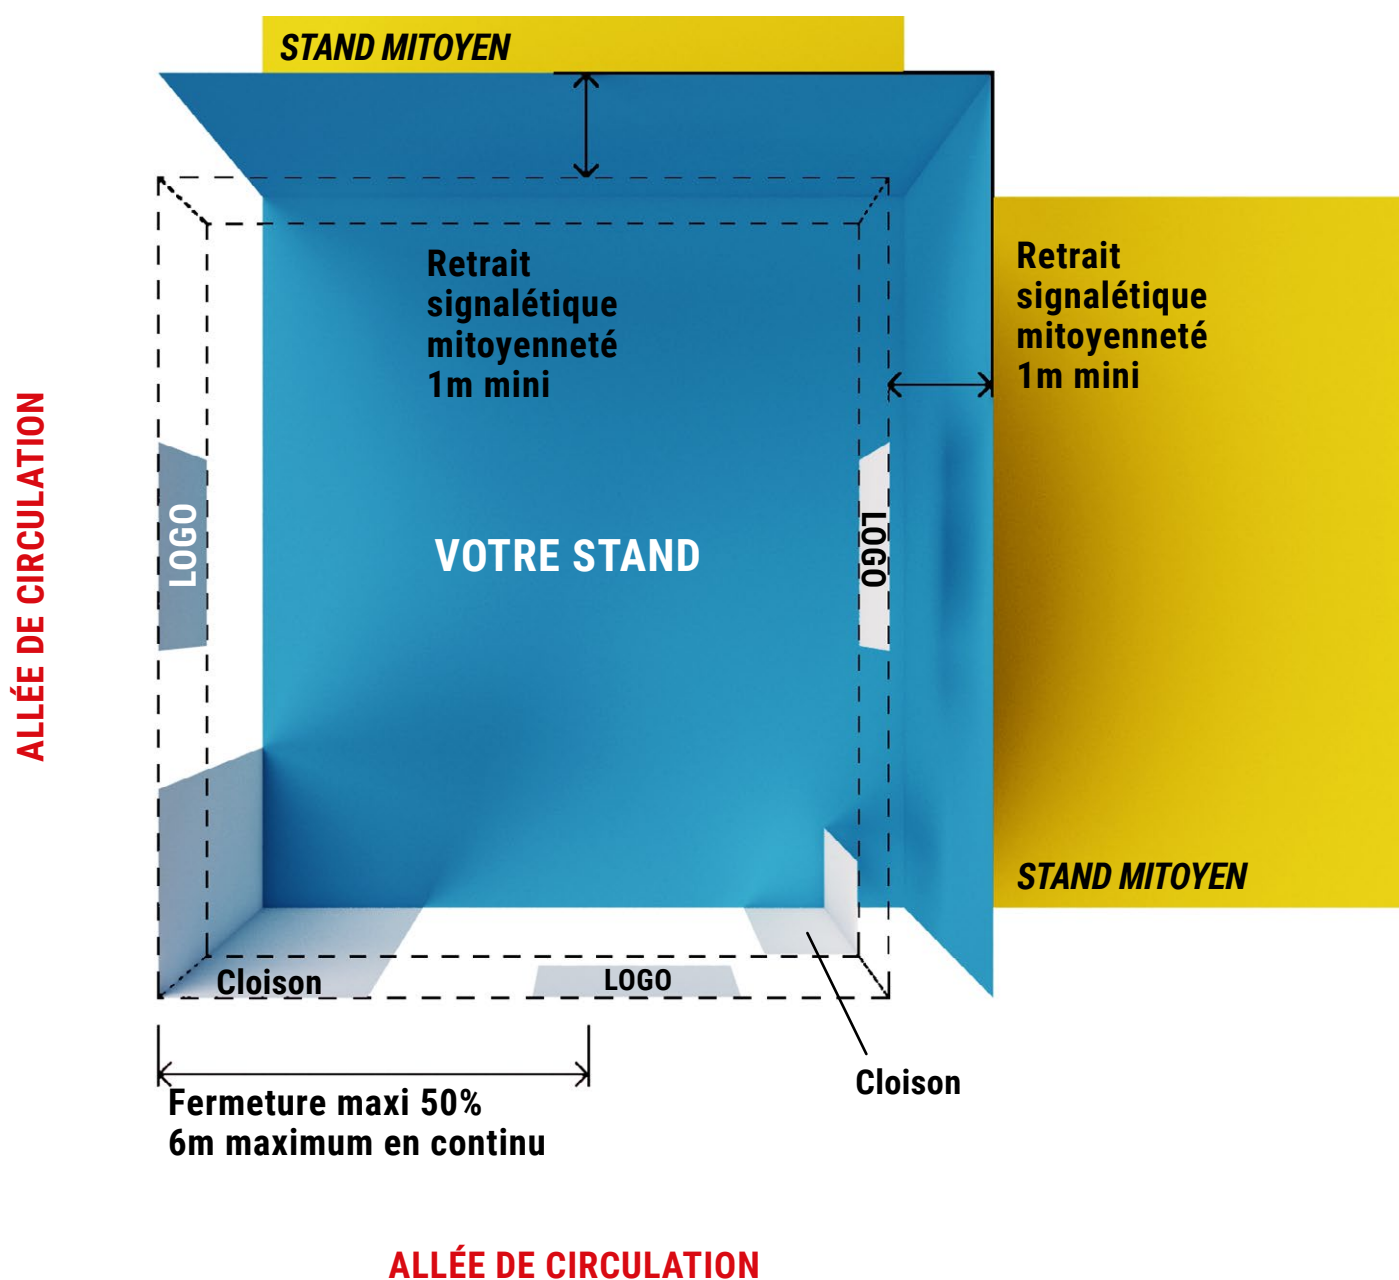 STAND MITOYEN
Retrait
signalétique
mitoyenneté
1m mini
Retrait
signalétique
mitoyenneté
1m mini
ALLÉE DE CIRCULATION
LOGO
VOTRE STAND
LOGO
STAND MITOYEN
Cloison
LOGO
Cloison
Fermeture maxi 50%
6m maximum en continu
ALLÉE DE CIRCULATION